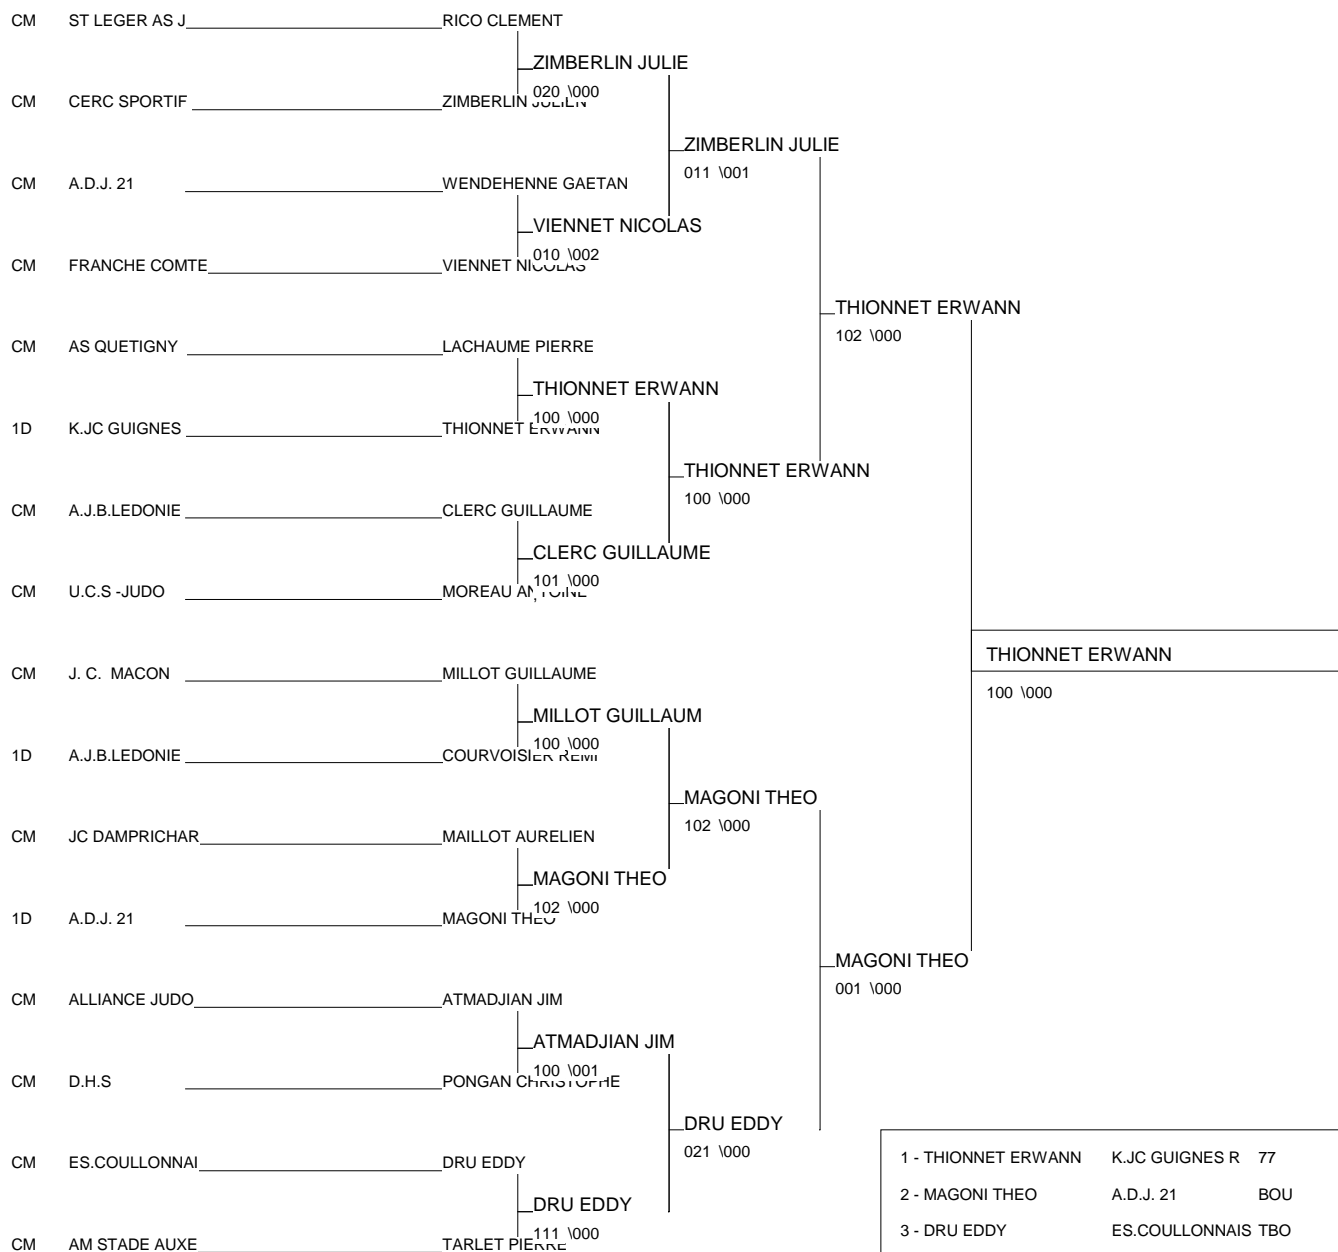 CM ST LEGER AS J RICO CLEMENT
ZIMBERLIN JULIE
020 \000
CM CERC SPORTIF ZIMBERLIN JULIEN
ZIMBERLIN JULIE
011 \001
CM A.D.J. 21 WENDEHENNE GAETAN
VIENNET NICOLAS
010 \002
CM FRANCHE COMTE VIENNET NICOLAS
THIONNET ERWANN
102 \000
CM AS QUETIGNY LACHAUME PIERRE
THIONNET ERWANN
100 \000
1D K.JC GUIGNES THIONNET ERWANN
THIONNET ERWANN
100 \000
CM A.J.B.LEDONIE CLERC GUILLAUME
CLERC GUILLAUME
101 \000
CM U.C.S -JUDO MOREAU ANTOINE
THIONNET ERWANN
100 \000
CM J. C. MACON MILLOT GUILLAUME
MILLOT GUILLAUM
100 \000
1D A.J.B.LEDONIE COURVOISIER REMI
MAGONI THEO
102 \000
CM JC DAMPRICHAR MAILLOT AURELIEN
MAGONI THEO
102 \000
1D A.D.J. 21 MAGONI THEO
MAGONI THEO
001 \000
CM ALLIANCE JUDO ATMADJIAN JIM
ATMADJIAN JIM
100 \001
CM D.H.S PONGAN CHRISTOPHE
DRU EDDY
021 \000
CM ES.COULLONNAI DRU EDDY
DRU EDDY
111 \000
CM AM STADE AUXE TARLET PIERRE
1 - THIONNET ERWANN K.JC GUIGNES R 77
2 - MAGONI THEO A.D.J. 21 BOU
3 - DRU EDDY ES.COULLONNAIS TBO